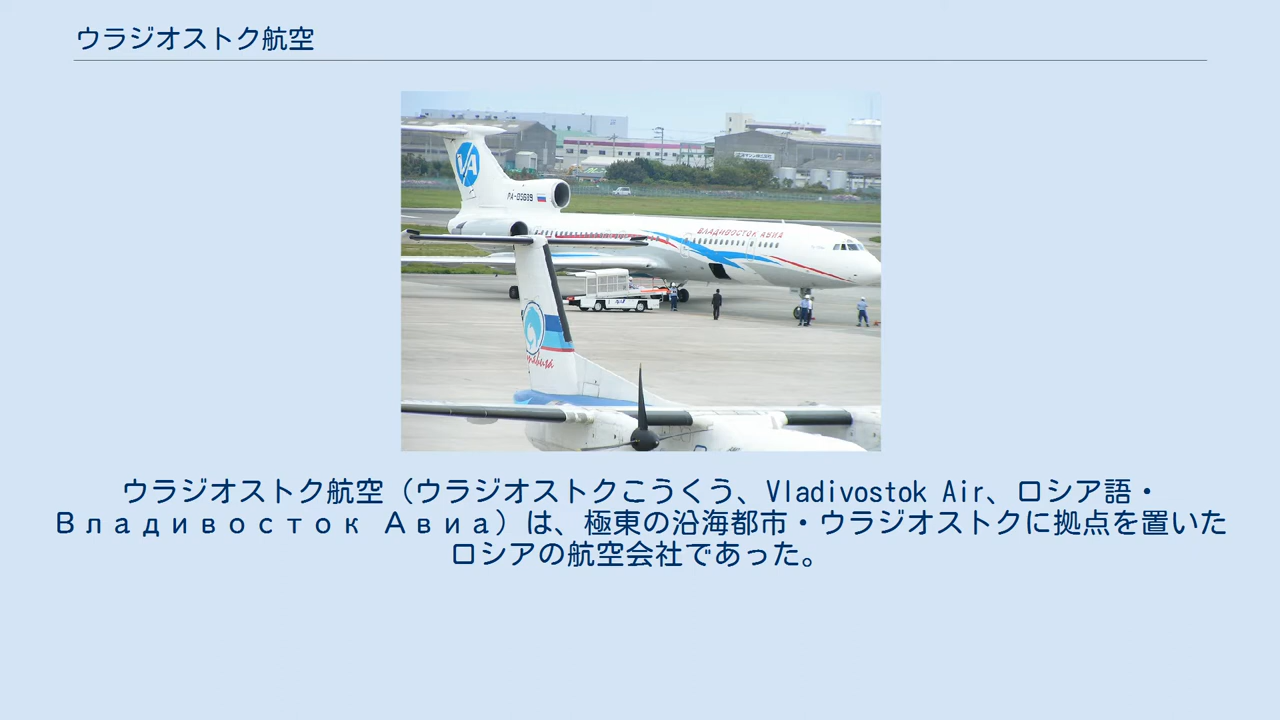 ウラジオストク航空
VA
РА-85689
ВЛАДИВОСТОК АВИА
ウラジオストク航空（ウラジオストクこうくう、Vladivostok Air、ロシア語・
Владивосток Авиа）は、極東の沿海都市・ウラジオストクに拠点を置いた
ロシアの航空会社であった。